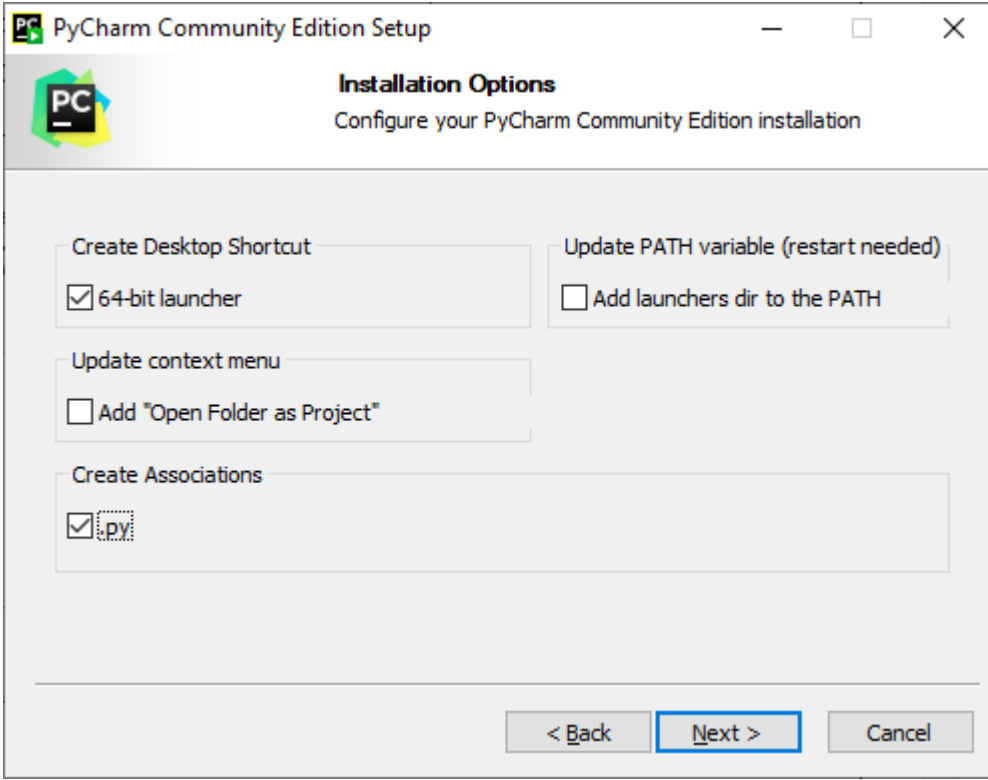 PyCharm Community Edition Setup
PC
Installation Options
Configure your PyCharm Community Edition installation
Create Desktop Shortcut
64-bit launcher
Update PATH variable (restart needed)
Add launchers dir to the PATH
Update context menu
Add "Open Folder as Project"
Create Associations
.py
< Back
Next >
Cancel